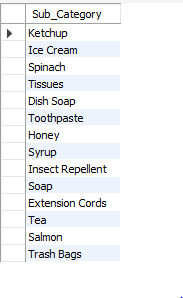 Sub_Category
Ketchup
Ice Cream
Spinach
Tissues
Dish Soap
Toothpaste
Honey
Syrup
Insect Repellent
Soap
Extension Cords
Tea
Salmon
Trash Bags